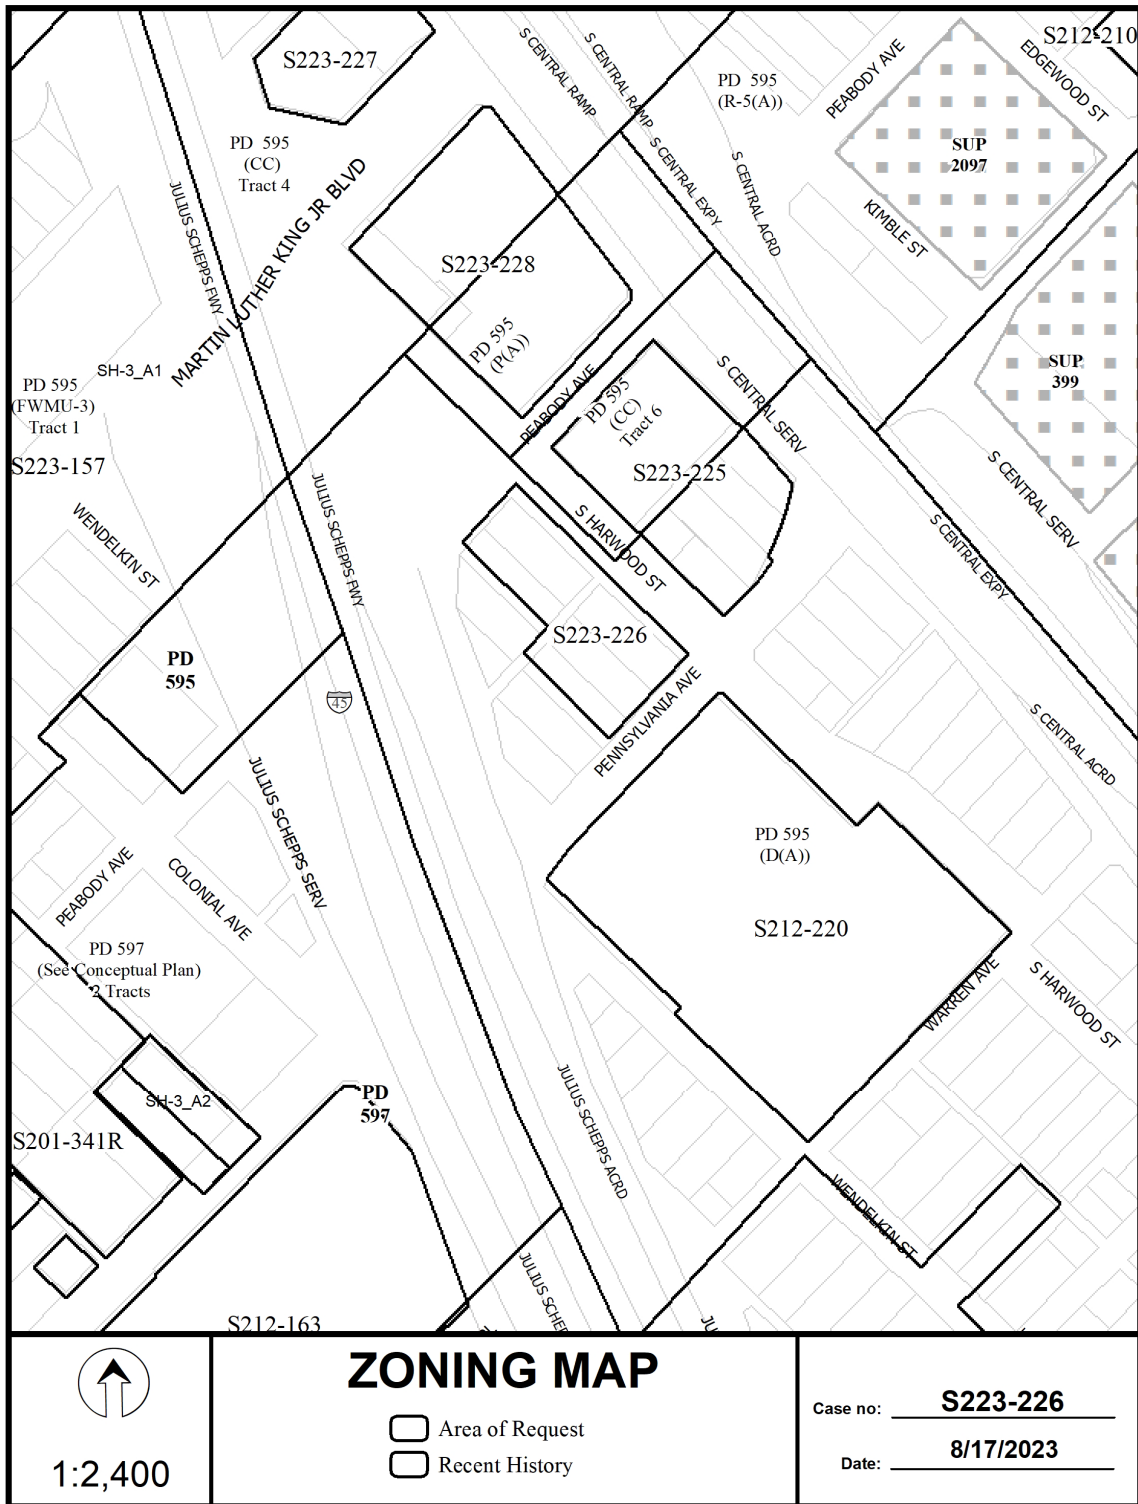 S212-210
S223-227
S CENTRAL RAMP
S CENTRAL RAMP
PD 595
(R-5(A))
PEABODY AVE
EDGEWOOD ST
PD 595
(CC)
Tract 4
SUP
2097
S CENTRAL EXPY
S CENTRAL ACRD
KIMBLE ST
JULIUS SCHEPPS FWY
MARTIN LUTHER KING JR BLVD
S223-228
PD 595
(P(A))
SH-3_A1
PD 595
(FWMU-3)
Tract 1
S223-157
SUP
399
PEABODY AVE
PD 595
(CC)
Tract 6
S CENTRAL SERV
S223-225
S CENTRAL SERV
S CENTRAL EXPY
WENDELKIN ST
JULIUS SCHEPPS FWY
S HARWOOD ST
S223-226
PD
595
45
PENNSYLVANIA AVE
S CENTRAL ACRD
JULIUS SCHEPPS SERV
PD 595
(D(A))
PEABODY AVE
COLONIAL AVE
S212-220
PD 597
(See Conceptual Plan)
2 Tracts
WARREN AVE
S HARWOOD ST
SH-3_A2
PD
597
S201-341R
JULIUS SCHEPPS ACRD
WENDELKIN ST
JULIUS SCHEP
JU
S212-163
1:2,400
ZONING MAP
Area of Request
Recent History
Case no: S223-226
Date: 8/17/2023